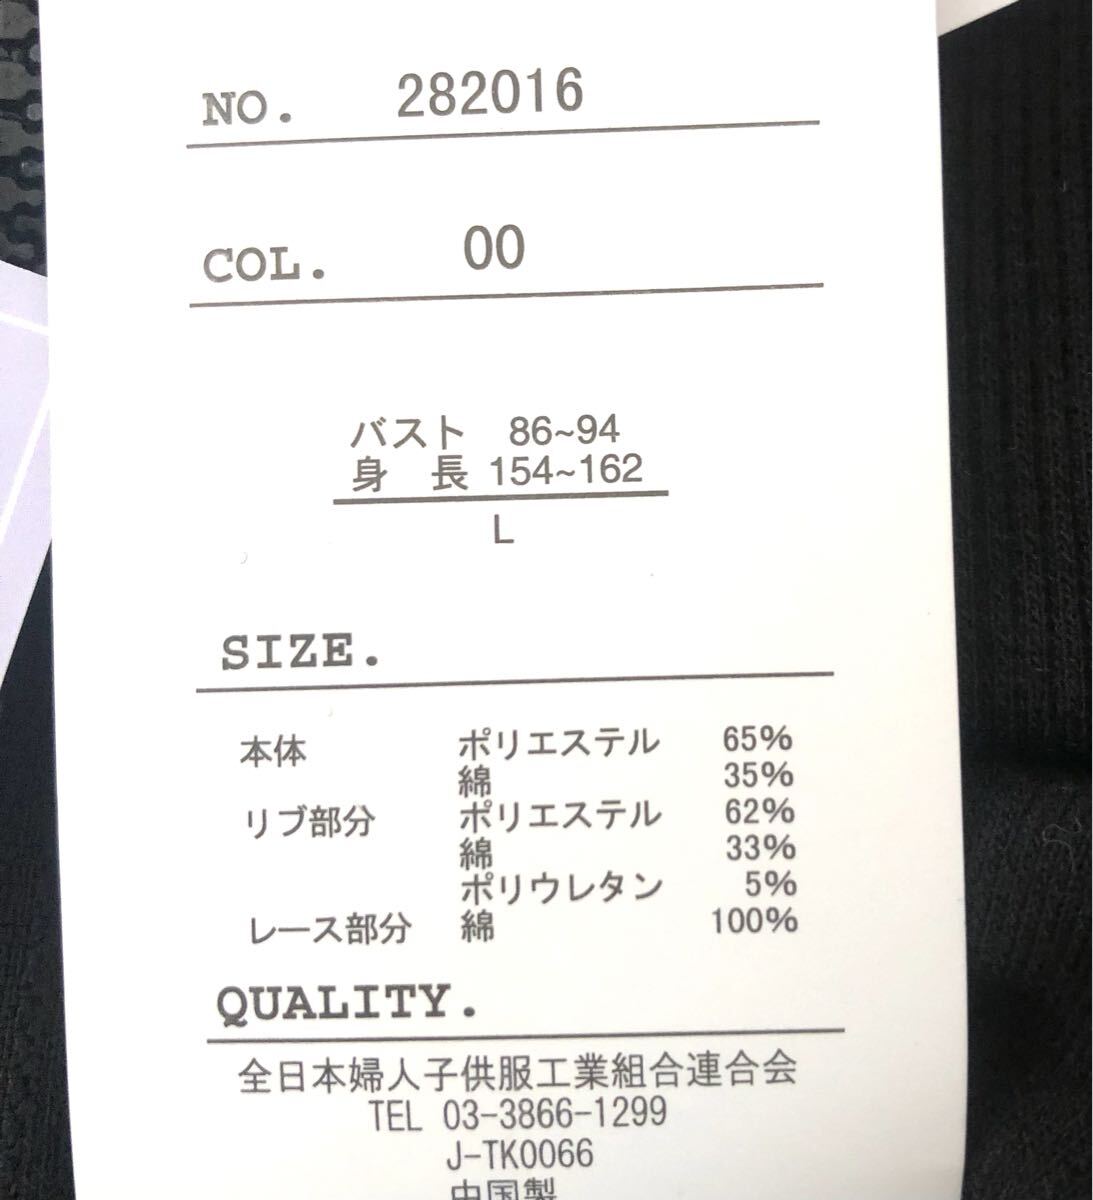 NO. 282016
COL. 00
バスト 86~94
身 長 154~162
L
SIZE.
本体 ポリエステル 65%
綿 35%
リブ部分 ポリエステル 62%
綿 33%
ポリウレタン 5%
レース部分 綿 100%
QUALITY.
全日本婦人子供服工業組合連合会
TEL 03-3866-1299
J-TK0066
中国製